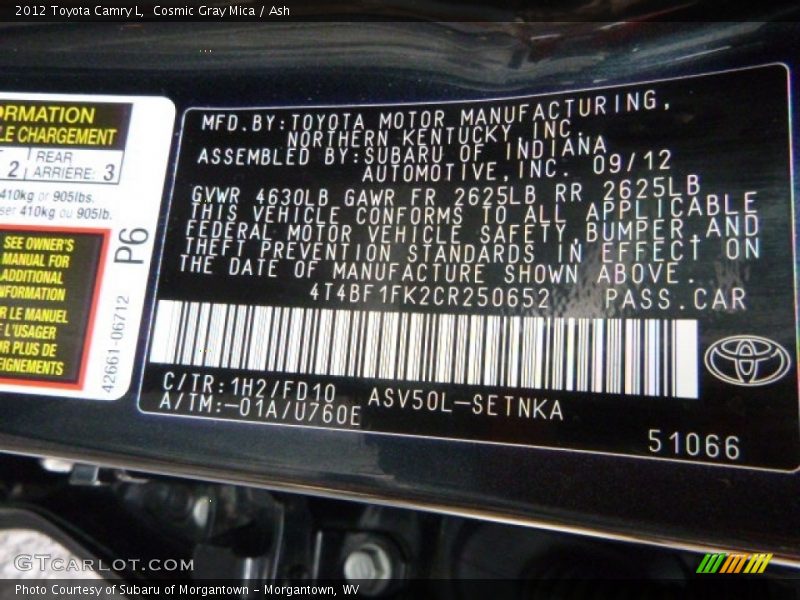 2012 Toyota Camry L, Cosmic Gray Mica / Ash
ORMATION
LE CHARGEMENT
2 REAR
ARRIÈRE: 3
410kg or 905lbs.
ser 410kg ou 905lb.
SEE OWNER'S
MANUAL FOR
ADDITIONAL
NFORMATION
R LE MANUEL
E L'USAGER
R PLUS DE
EIGNEMENTS
P6
42661-06712
MFD.BY:TOYOTA MOTOR MANUFACTURING,
NORTHERN KENTUCKY, INC.
ASSEMBLED BY:SUBARU OF INDIANA
AUTOMOTIVE,INC. 09/12
GVWR 4630LB GAWR FR 2625LB RR 2625LB
THIS VEHICLE CONFORMS TO ALL APPLICABLE
FEDERAL MOTOR VEHICLE SAFETY,BUMPER,AND
THEFT PREVENTION STANDARDS IN EFFECT ON
THE DATE OF MANUFACTURE SHOWN ABOVE.
4T4BF1FK2CR250652 PASS.CAR
C/TR:1H2/FD10 ASV50L-SETNKA
A/TM:-01A/U760E
51066
GTCARLOT.COM
Photo Courtesy of Subaru of Morgantown - Morgantown, WV